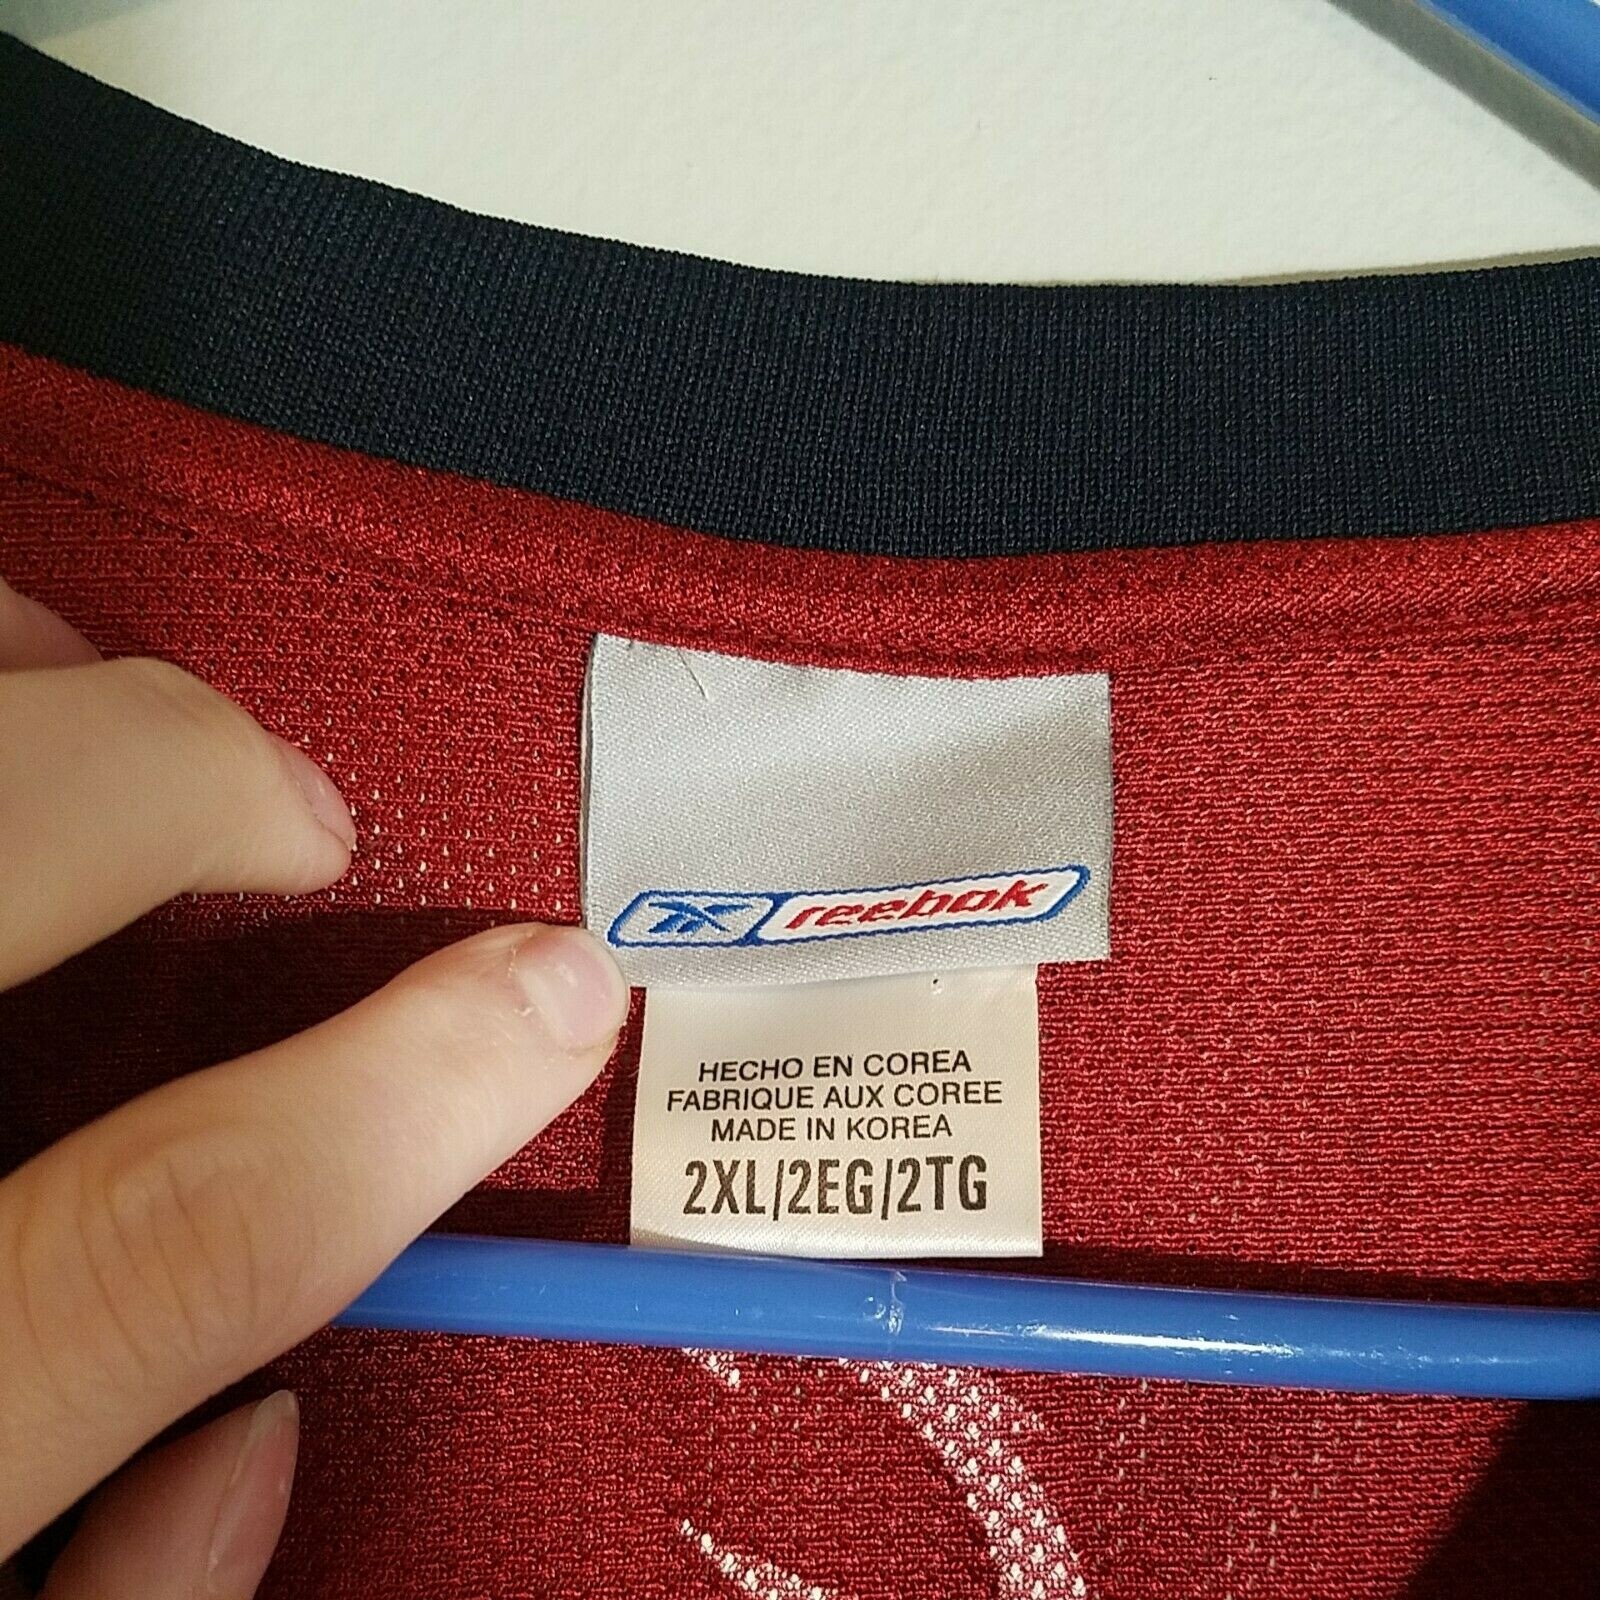 reebok
HECHO EN COREA
FABRIQUE AUX COREE
MADE IN KOREA
2XL/2EG/2TG